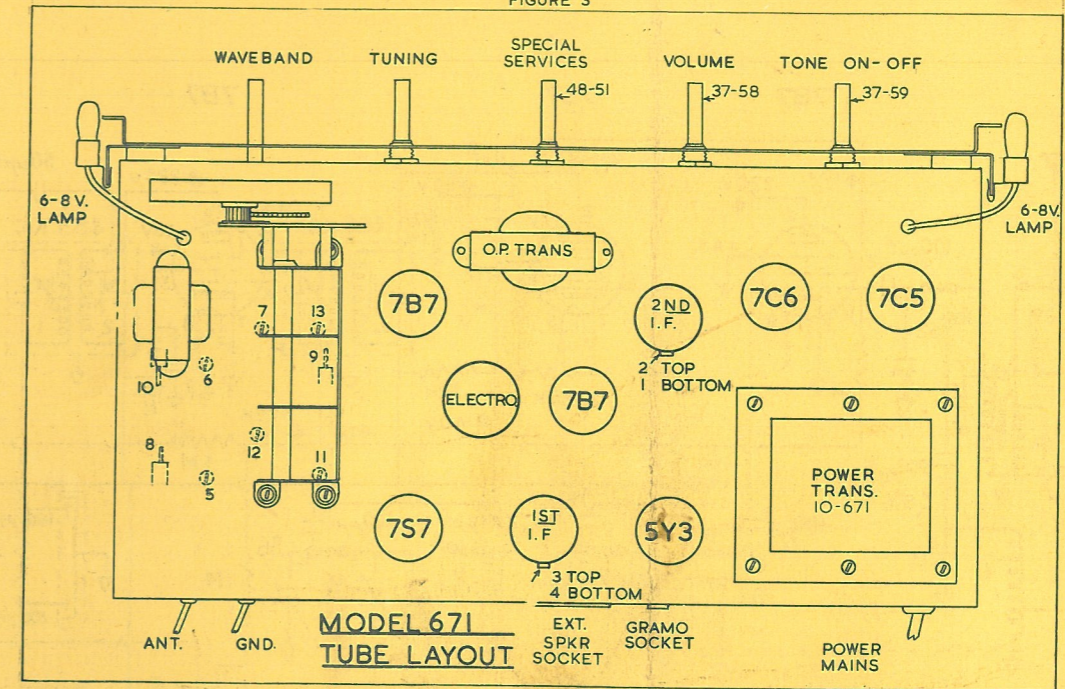 FIGURE 3
WAVEBAND
TUNING
SPECIAL
SERVICES
VOLUME
TONE ON-OFF
48-51
37-58
37-59
6-8V.
LAMP
6-8V.
LAMP
O.P. TRANS
7B7
2ND
I.F.
7C6
7C5
7
13
9
10
6
2 TOP
1 BOTTOM
ELECTRO.
7B7
8
12
5
11
POWER
TRANS.
10-671
7S7
1ST
I.F
5Y3
3 TOP
4 BOTTOM
ANT.
GND.
MODEL 671
TUBE LAYOUT
EXT.
SPKR
SOCKET
GRAMO
SOCKET
POWER
MAINS